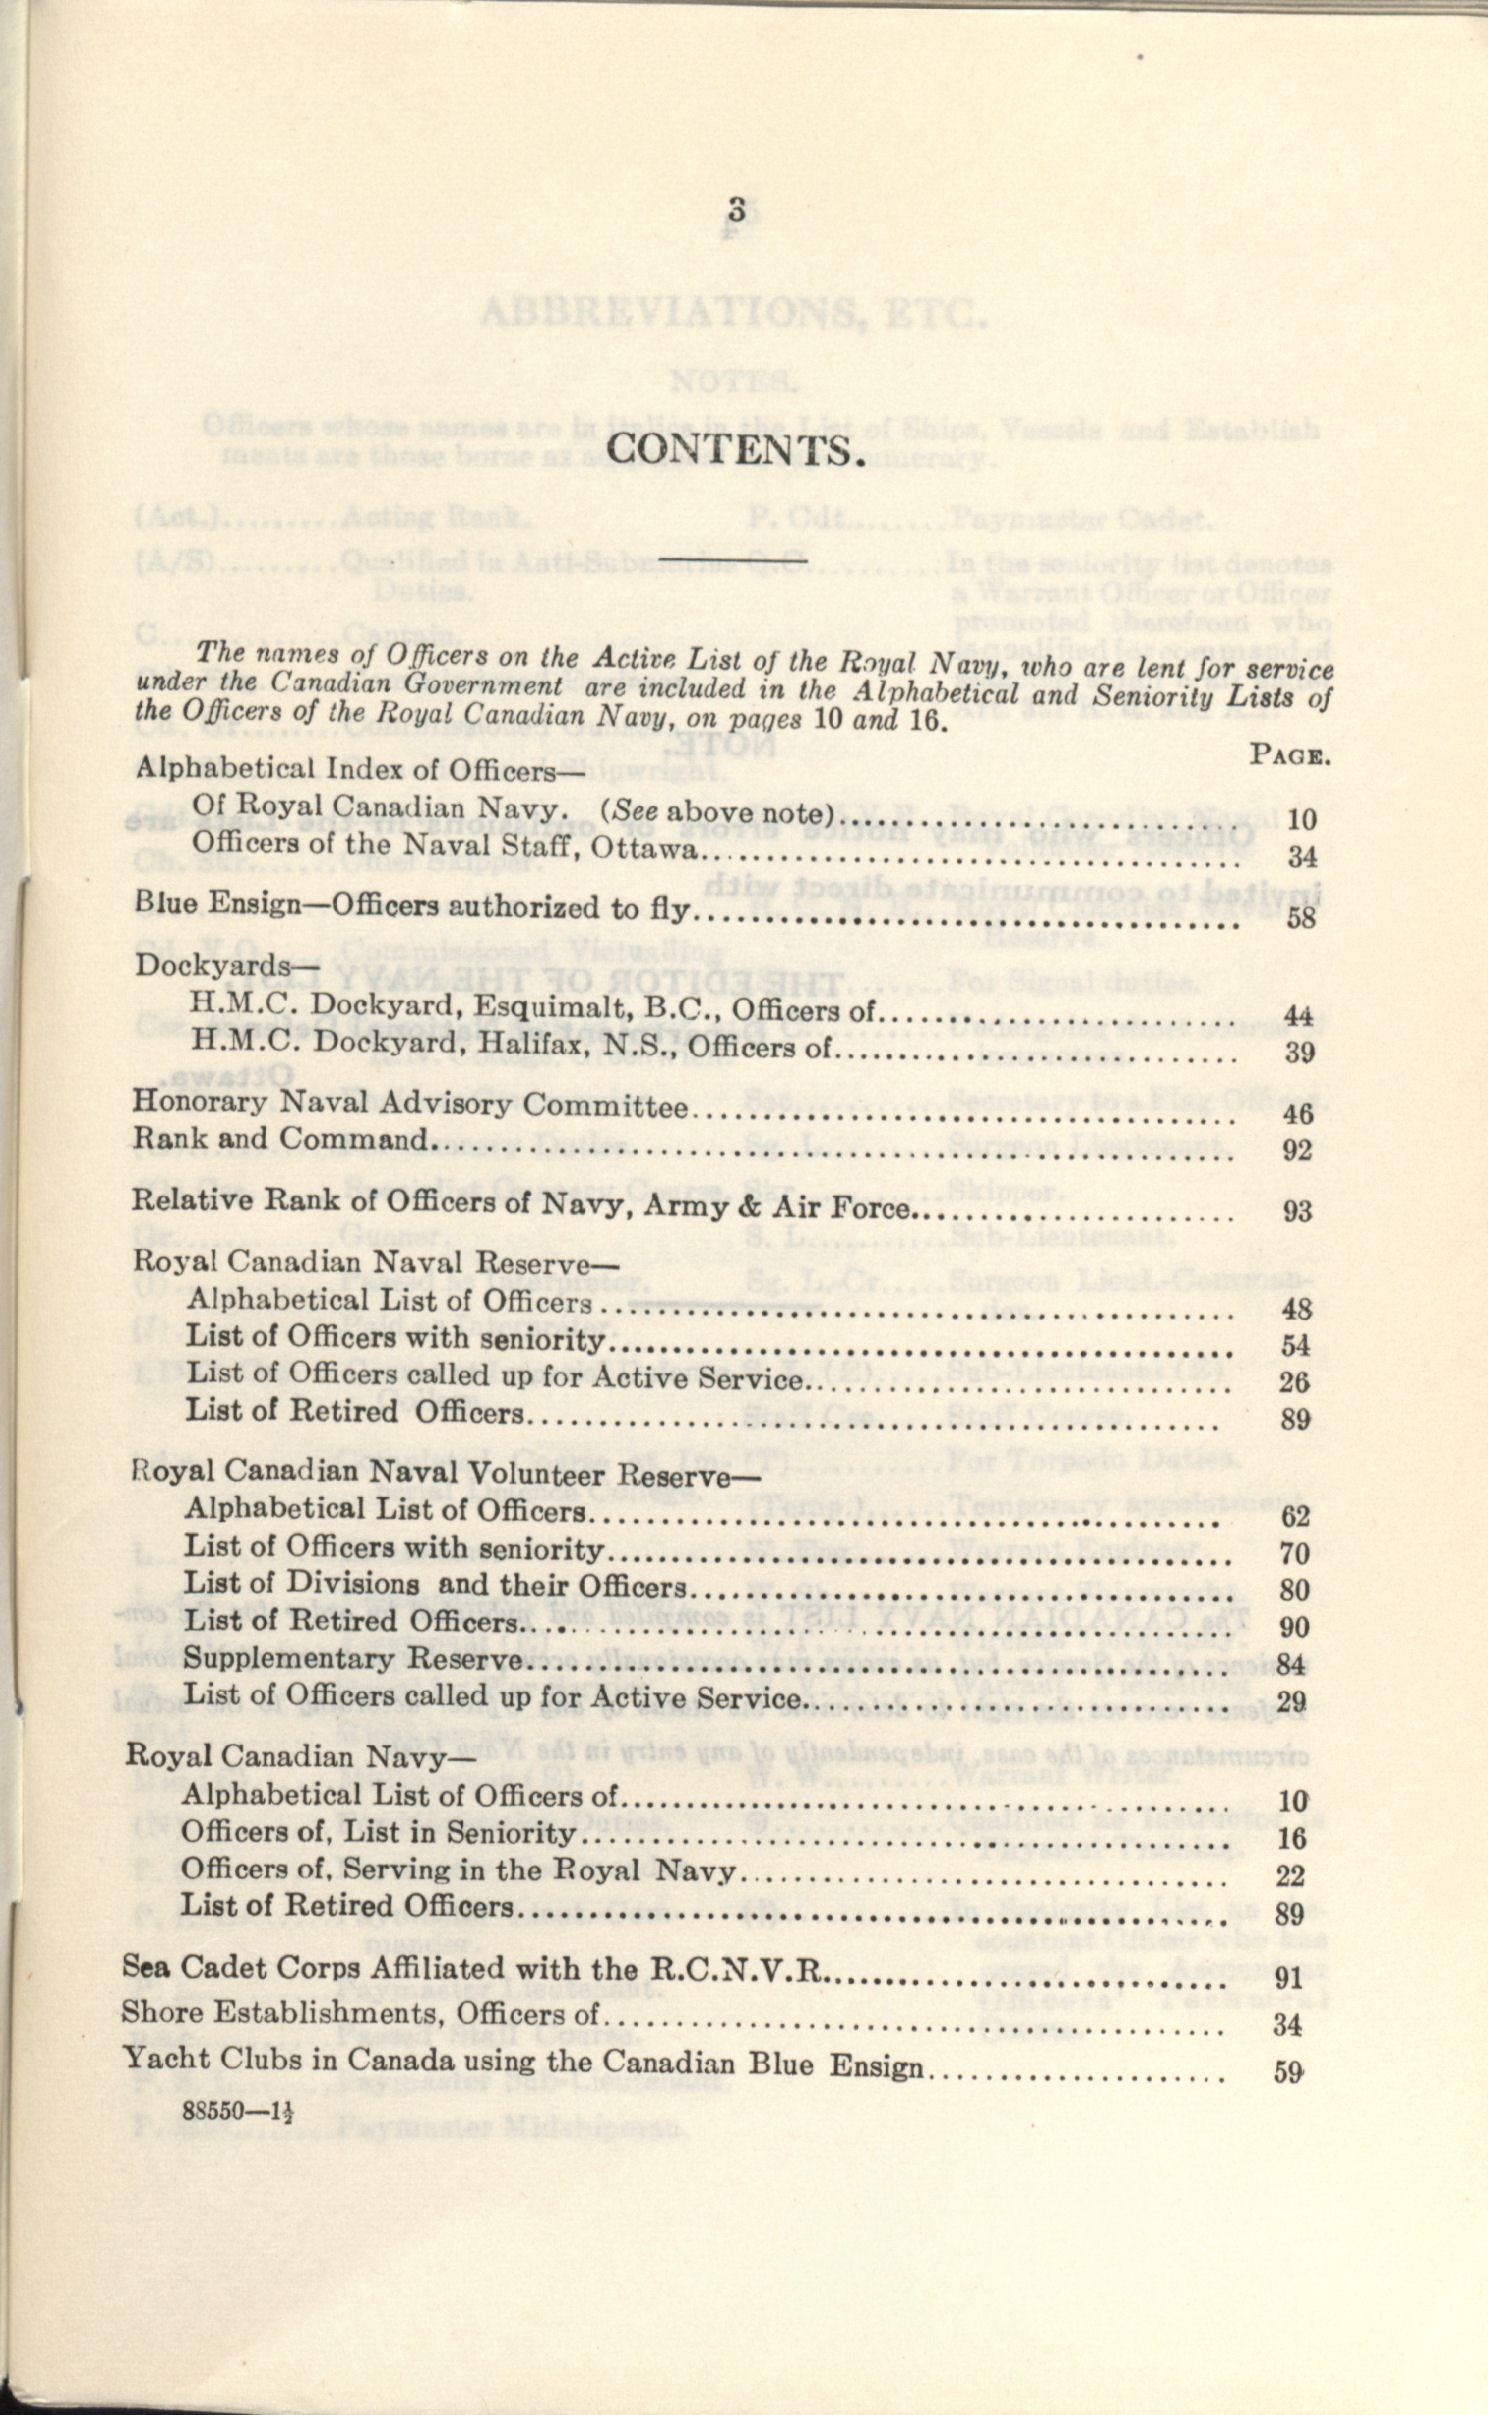 3
CONTENTS.
The names of Officers on the Active List of the Royal Navy, who are lent for service
under the Canadian Government are included in the Alphabetical and Seniority Lists of
the Officers of the Royal Canadian Navy, on pages 10 and 16.
PAGE.
Alphabetical Index of Officers—
Of Royal Canadian Navy. (See above note)............................ 10
Officers of the Naval Staff, Ottawa..................................... 34
Blue Ensign—Officers authorized to fly...................................... 58
Dockyards—
H.M.C. Dockyard, Esquimalt, B.C., Officers of......................... 44
H.M.C. Dockyard, Halifax, N.S., Officers of............................ 39
Honorary Naval Advisory Committee...................................... 46
Rank and Command........................................................ 92
Relative Rank of Officers of Navy, Army & Air Force....................... 93
Royal Canadian Naval Reserve—
Alphabetical List of Officers............................................ 48
List of Officers with seniority........................................... 54
List of Officers called up for Active Service.............................. 26
List of Retired Officers................................................ 89
Royal Canadian Naval Volunteer Reserve—
Alphabetical List of Officers............................................ 62
List of Officers with seniority........................................... 70
List of Divisions and their Officers...................................... 80
List of Retired Officers................................................. 90
Supplementary Reserve................................................. 84
List of Officers called up for Active Service.............................. 29
Royal Canadian Navy—
Alphabetical List of Officers of.......................................... 10
Officers of, List in Seniority............................................. 16
Officers of, Serving in the Royal Navy.................................. 22
List of Retired Officers................................................. 89
Sea Cadet Corps Affiliated with the R.C.N.V.R............................. 91
Shore Establishments, Officers of........................................... 34
Yacht Clubs in Canada using the Canadian Blue Ensign..................... 59
88550—1½